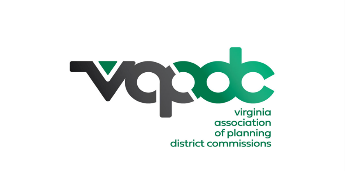 vapdc
virginia
association
of planning
district commissions